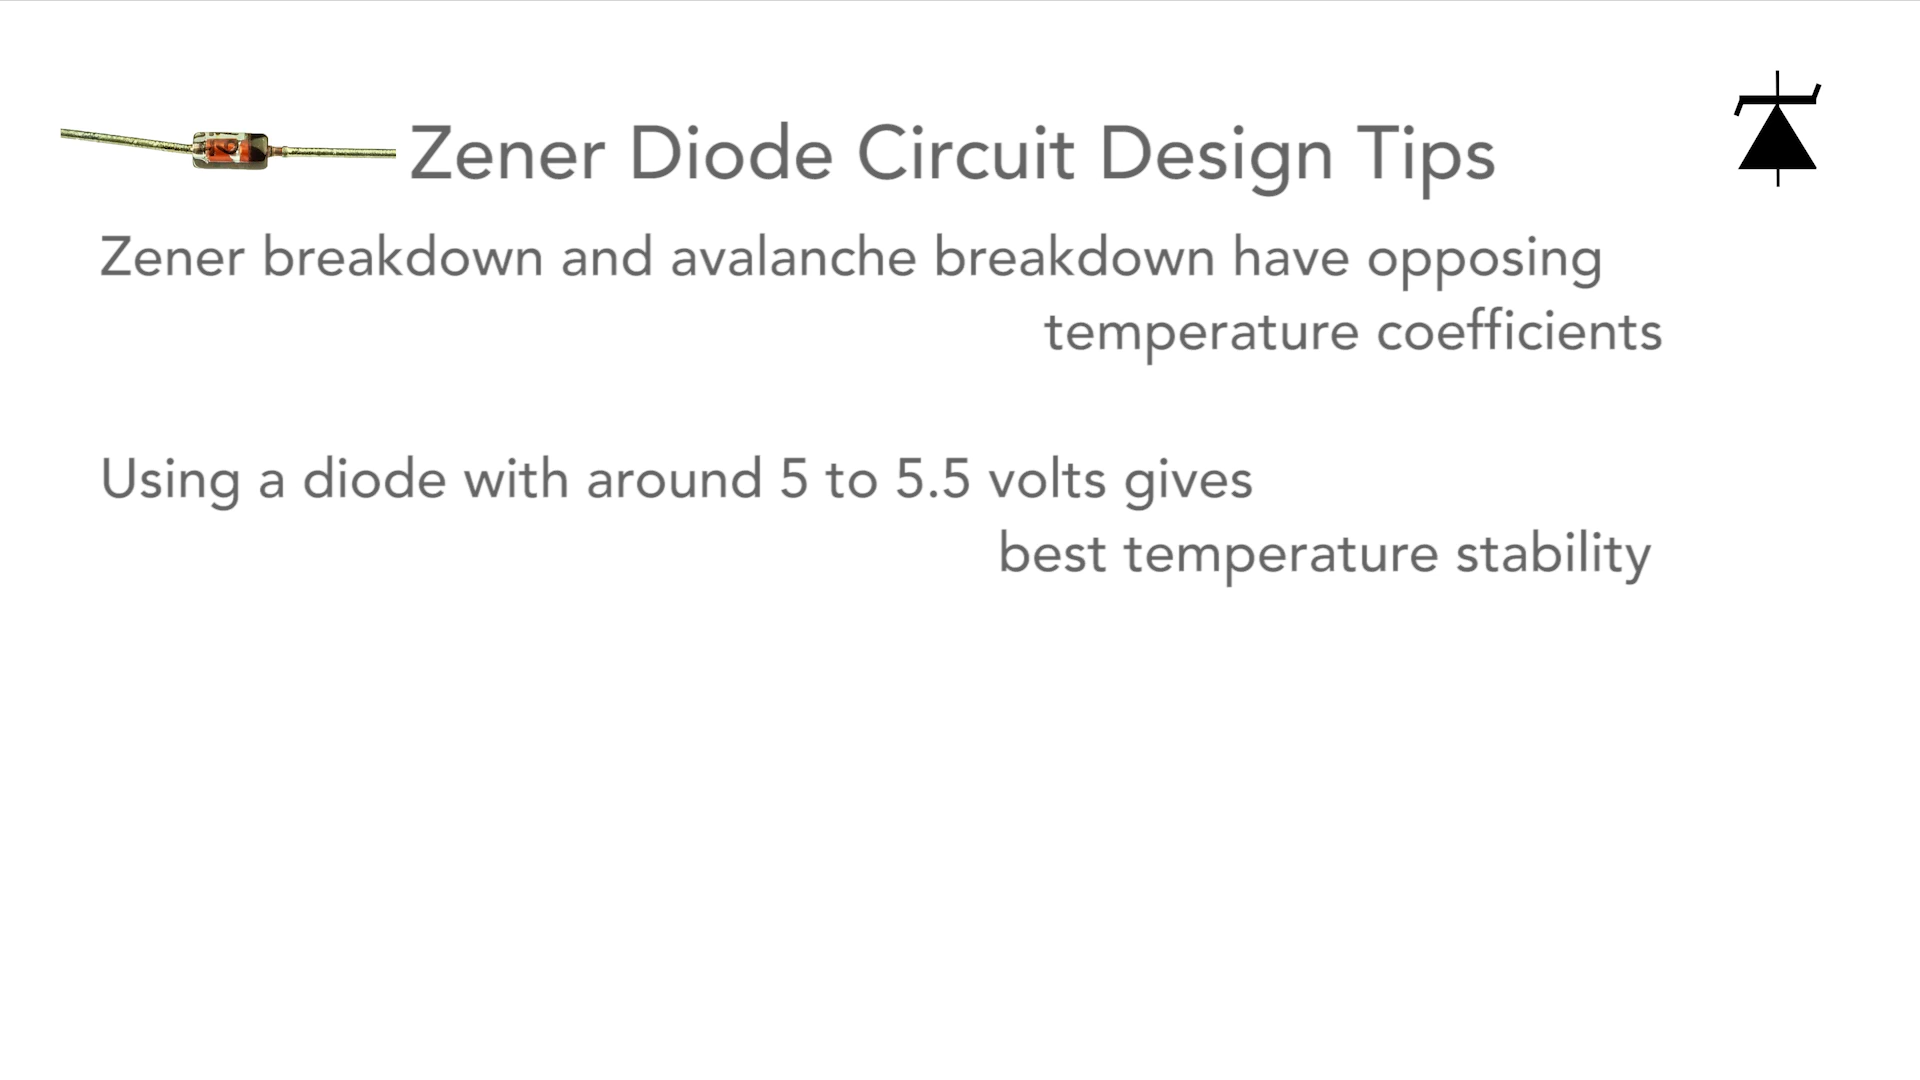 Zener Diode Circuit Design Tips
Zener breakdown and avalanche breakdown have opposing
temperature coefficients
Using a diode with around 5 to 5.5 volts gives
best temperature stability